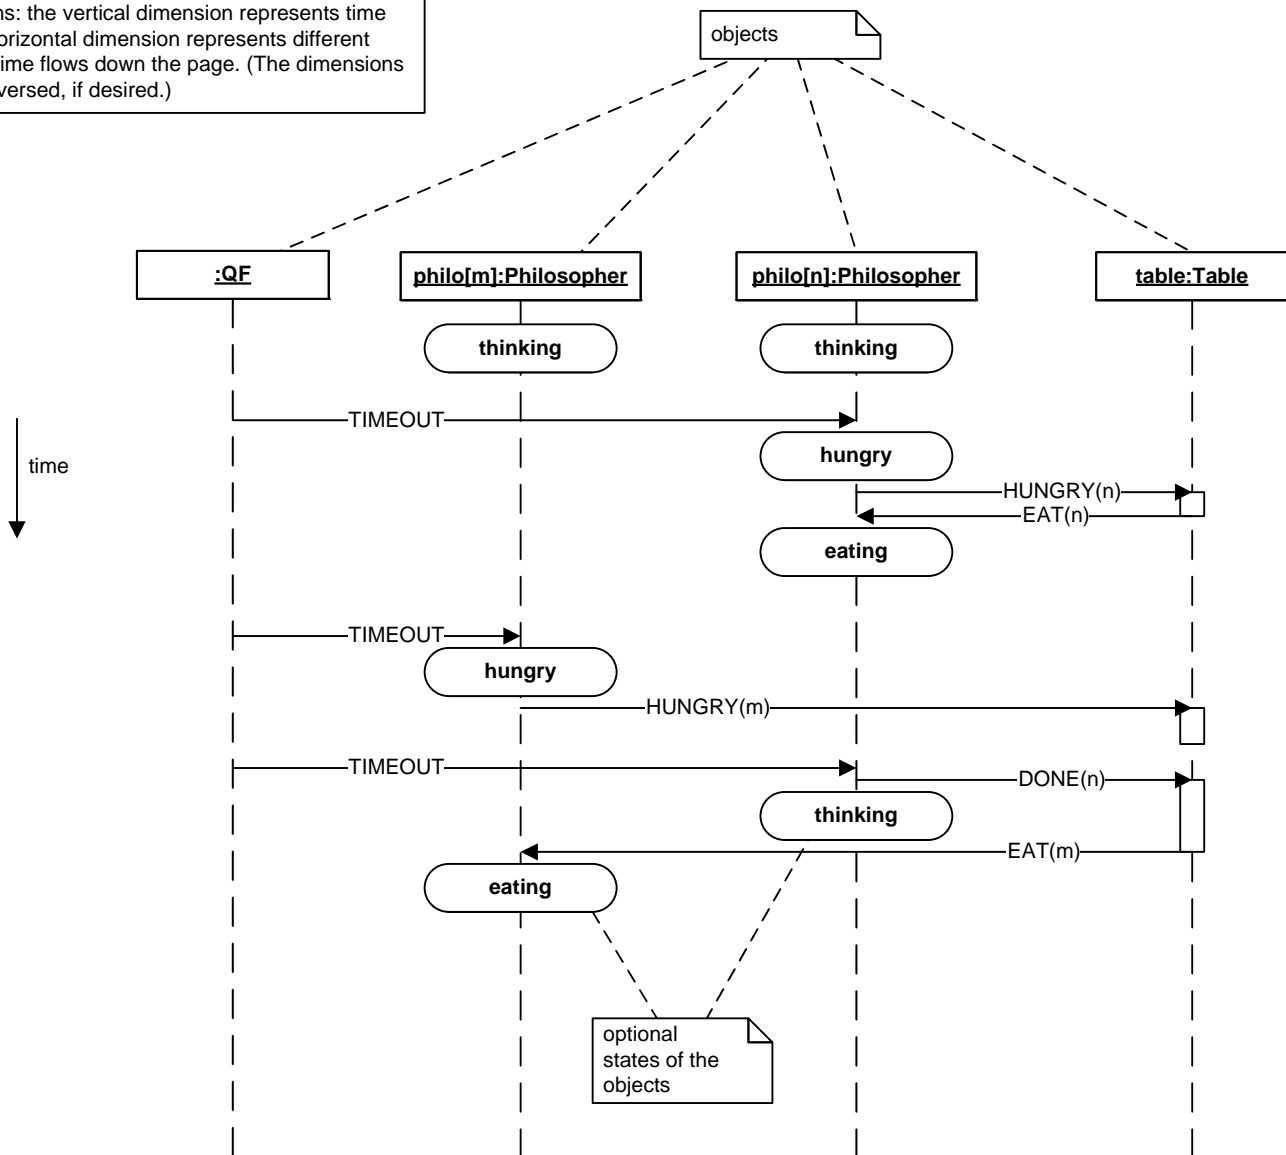 ns: the vertical dimension represents time
orizontal dimension represents different
ime flows down the page. (The dimensions
versed, if desired.)
objects
:QF
philo[m]:Philosopher
philo[n]:Philosopher
table:Table
thinking
thinking
TIMEOUT
hungry
time
HUNGRY(n)
EAT(n)
eating
TIMEOUT
hungry
HUNGRY(m)
TIMEOUT
DONE(n)
thinking
EAT(m)
eating
optional
states of the
objects